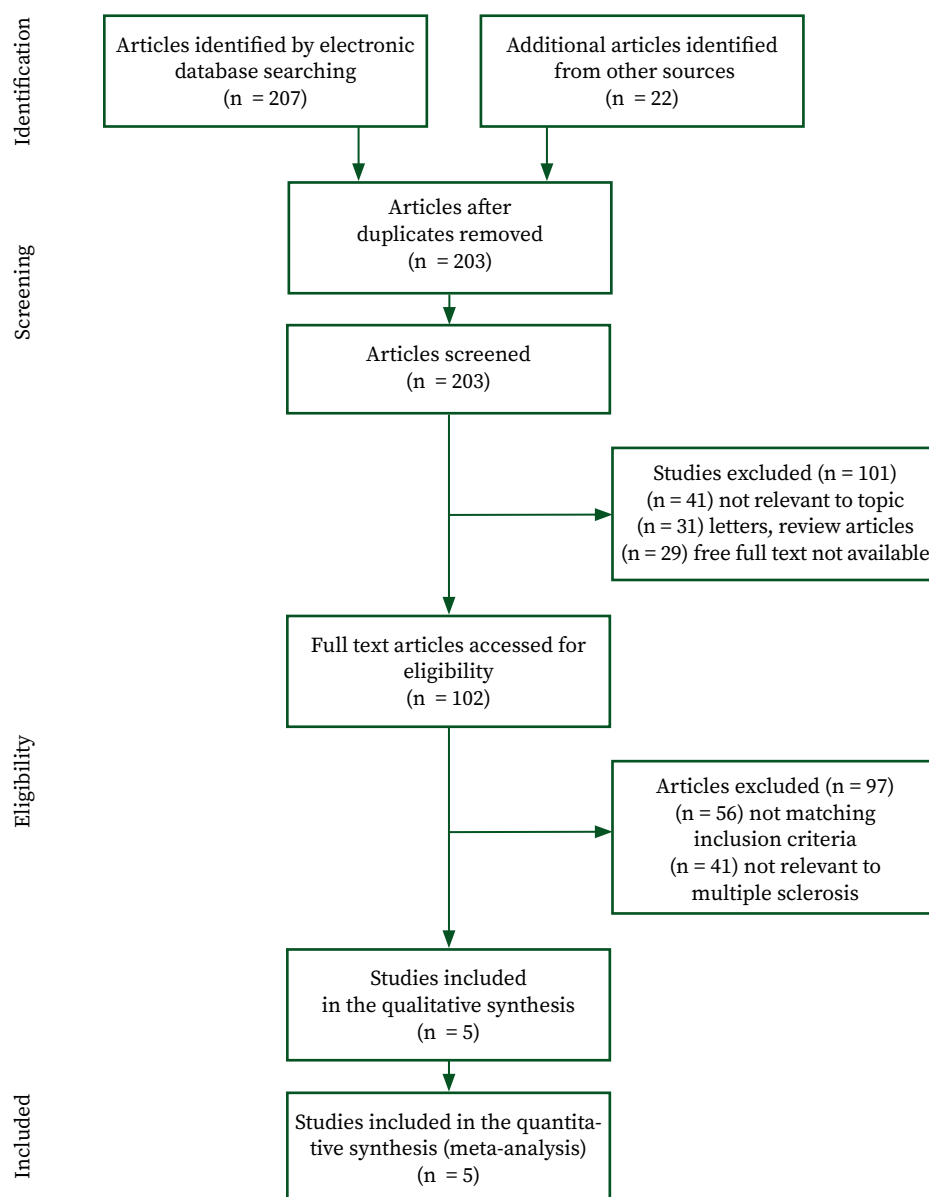 Identification
Articles identified by electronic
database searching
(n = 207)
Additional articles identified
from other sources
(n = 22)
Screening
Articles after
duplicates removed
(n = 203)
Articles screened
(n = 203)
Studies excluded (n = 101)
(n = 41) not relevant to topic
(n = 31) letters, review articles
(n = 29) free full text not available
Eligibility
Full text articles accessed for
eligibility
(n = 102)
Articles excluded (n = 97)
(n = 56) not matching
inclusion criteria
(n = 41) not relevant to
multiple sclerosis
Studies included
in the qualitative synthesis
(n = 5)
Included
Studies included in the quantita-
tive synthesis (meta-analysis)
(n = 5)